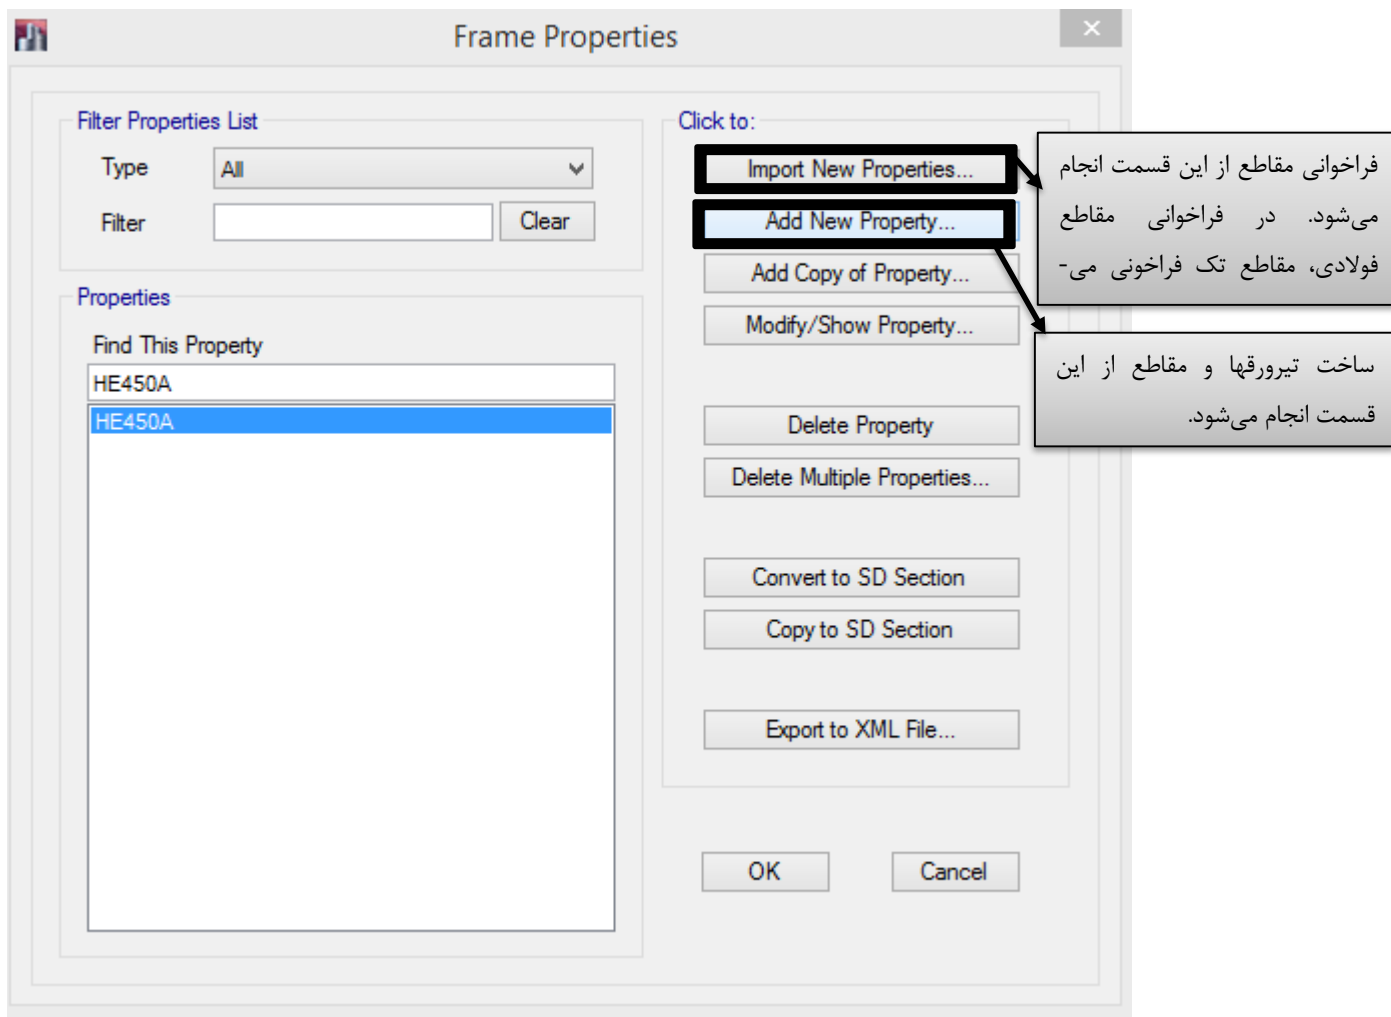 Frame Properties
Filter Properties List
Type
All
Filter
Clear
Properties
Find This Property
HE450A
HE450A
Click to:
Import New Properties...
Add New Property...
Add Copy of Property...
Modify/Show Property...
Delete Property
Delete Multiple Properties...
Convert to SD Section
Copy to SD Section
Export to XML File...
OK
Cancel
فراخوانی مقاطع از این قسمت انجام
می‌شود. در فراخوانی مقاطع
فولادی، مقاطع تک فراخونی می-
ساخت تیرورقها و مقاطع از این
قسمت انجام می‌شود.